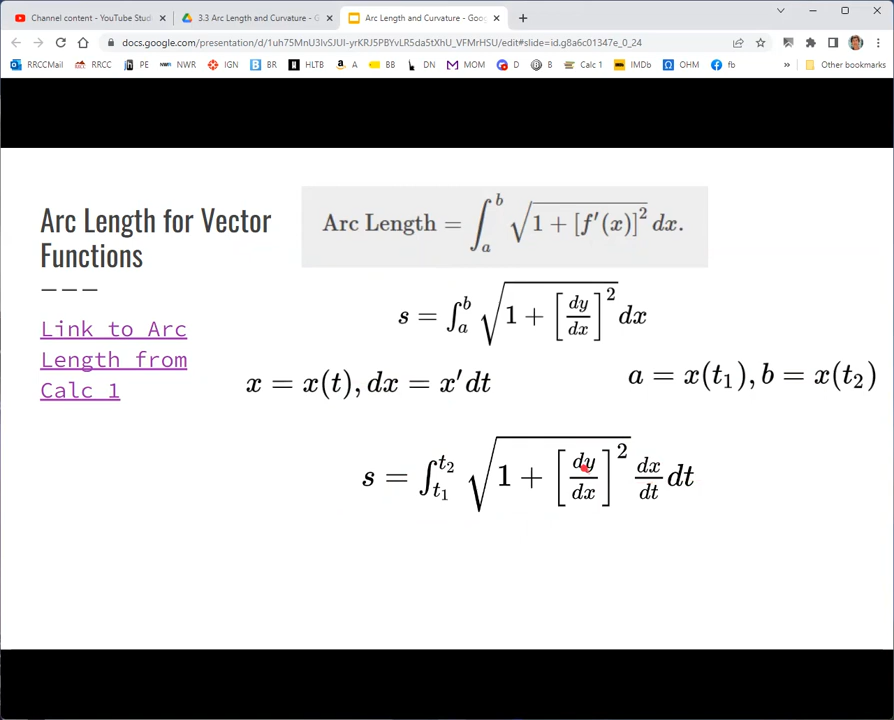 Channel content - YouTube Stud
3.3 Arc Length and Curvature - G
Arc Length and Curvature - Goog
docs.google.com/presentation/d/1uh75MnU3lvSJUI-yrKRJ5PBYvLR5da5tXhU_VFMrHSU/edit#slide=id.g8a6c01347e_0_24
RRCCMail RRCC PE NWR IGN BR HLTB A BB DN MOM D B Calc 1 IMDb OHM fb » Other bookmarks
Arc Length for Vector
Functions
Link to Arc
Length from
Calc 1
Arc Length = ∫_a^b √(1 + [f′(x)]²) dx.
s = ∫_a^b √(1 + [dy/dx]²) dx
x = x(t), dx = x′dt
a = x(t₁), b = x(t₂)
s = ∫_{t₁}^{t₂} √(1 + [dy/dx]²) dx/dt dt